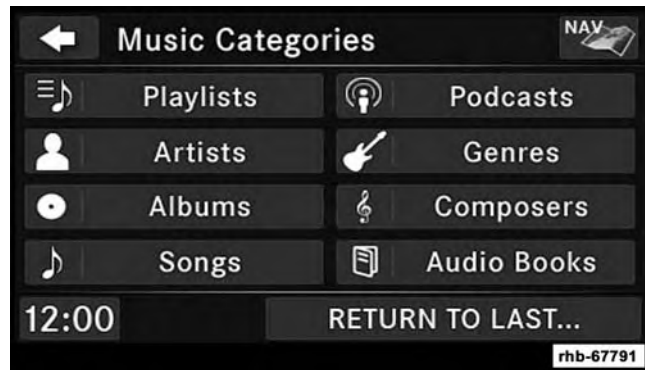 Music Categories
NAV
Playlists
Podcasts
Artists
Genres
Albums
Composers
Songs
Audio Books
12:00
RETURN TO LAST...
rhb-67791